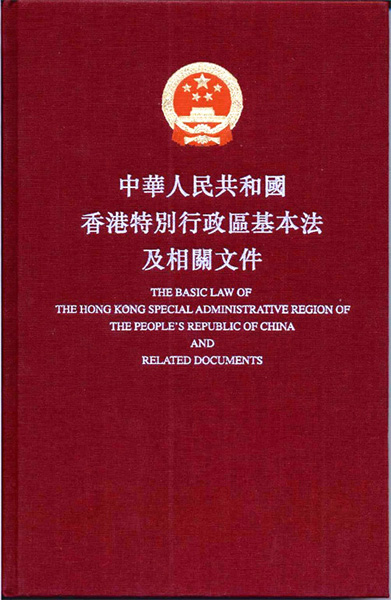 中華人民共和國
香港特別行政區基本法
及相關文件
THE BASIC LAW OF
THE HONG KONG SPECIAL ADMINISTRATIVE REGION OF
THE PEOPLE'S REPUBLIC OF CHINA
AND
RELATED DOCUMENTS